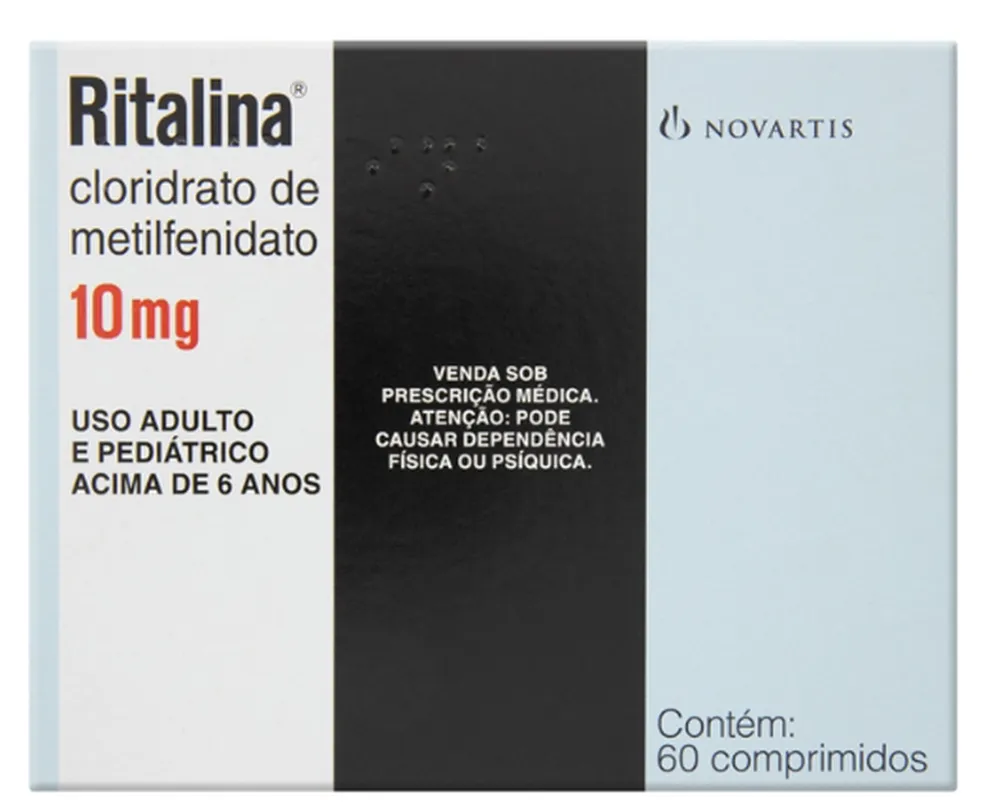 Ritalina®
cloridrato de
metilfenidato
10 mg
USO ADULTO
E PEDIÁTRICO
ACIMA DE 6 ANOS
VENDA SOB
PRESCRIÇÃO MÉDICA.
ATENÇÃO: PODE
CAUSAR DEPENDÊNCIA
FÍSICA OU PSÍQUICA.
NOVARTIS
Contém:
60 comprimidos